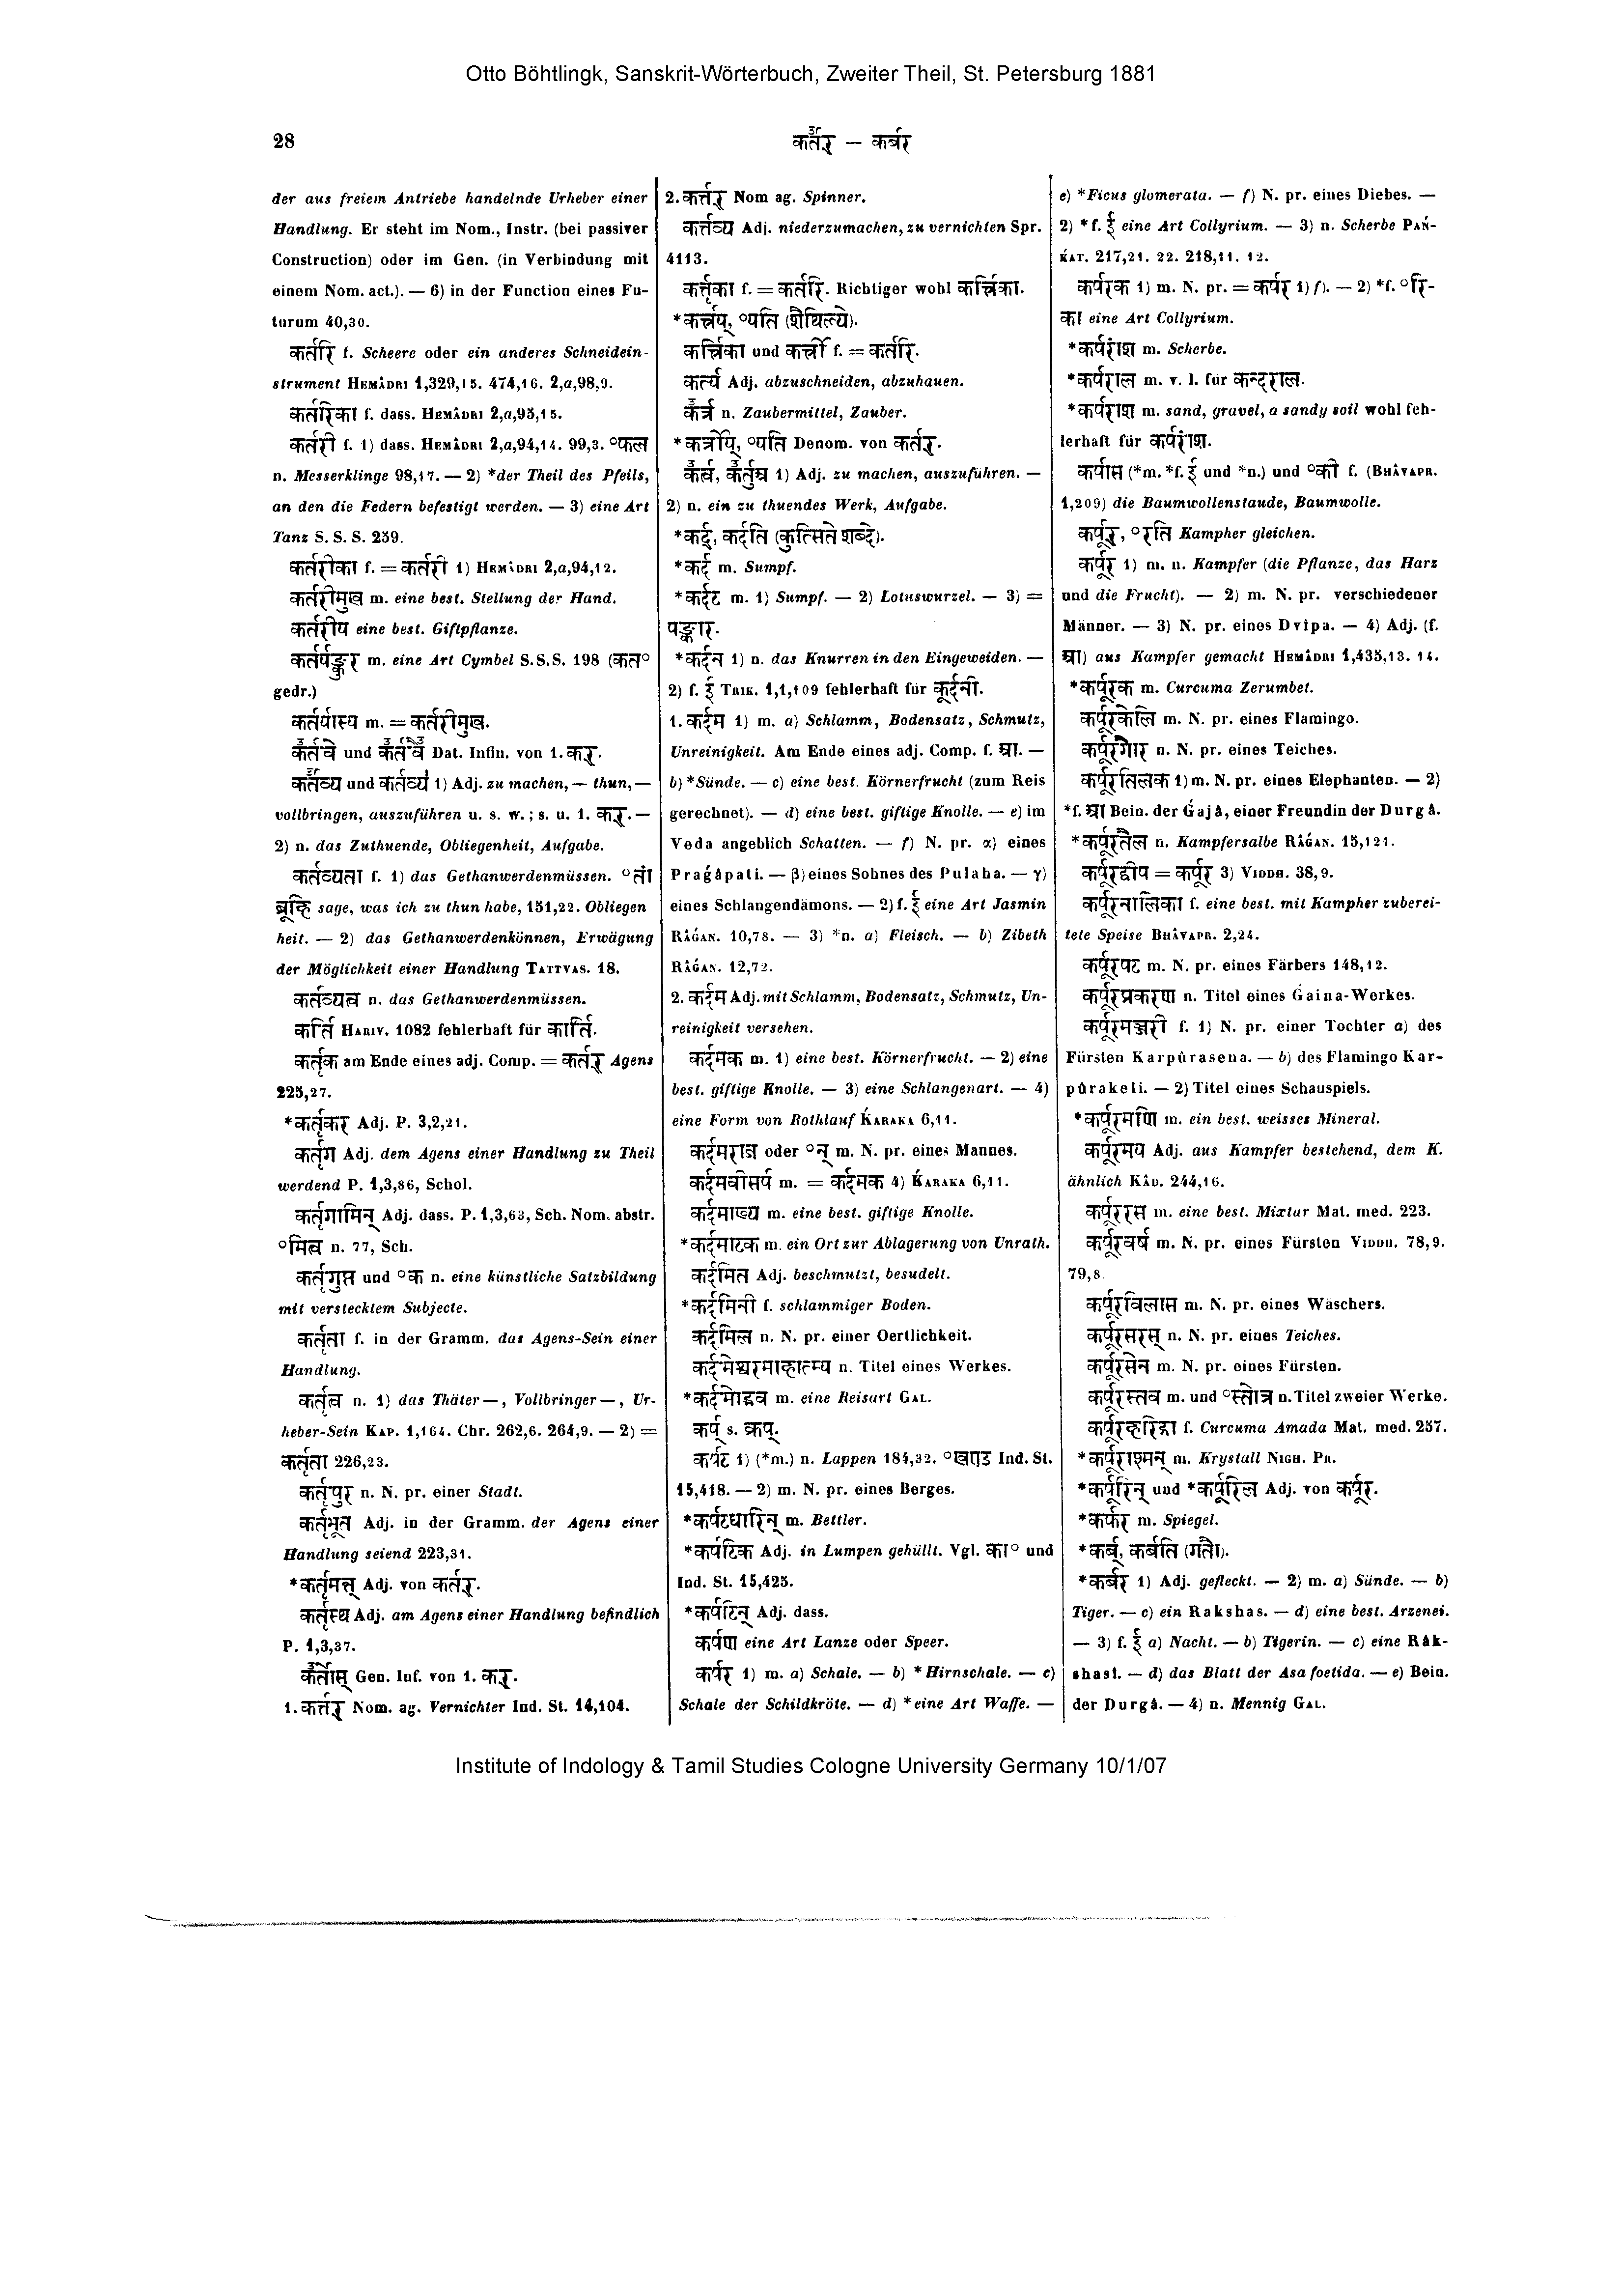 Otto Böhtlingk, Sanskrit-Wörterbuch, Zweiter Theil, St. Petersburg 1881
28
कर्तर् — कर्बर
der aus freiem Antriebe handelnde Urheber einer
Handlung. Er steht im Nom., Instr. (bei passiver
Construction) oder im Gen. (in Verbindung mit
einem Nom. act.). — 6) in der Function eines Fu-
turum 40,30.
कर्तरि f. Scheere oder ein anderes Schneidein-
strument HEMÂDRI 1,329,15. 474,16. 2,a,98,9.
कर्तरिका f. dass. HEMÂDRI 2,a,93,15.
कर्तरी f. 1) dass. HEMÂDRI 2,a,94,14. 99,3. °फल
n. Messerklinge 98,17. — 2) *der Theil des Pfeils,
an den die Federn befestigt werden. — 3) eine Art
Tanz S. S. S. 239.
कर्तरीका f. = कर्तरी 1) HEMÂDRI 2,a,94,12.
कर्तरीमुख m. eine best. Stellung der Hand.
कर्तरीय eine best. Giftpflanze.
कर्तर्यङ्कुर m. eine Art Cymbel S.S.S. 198 (कत°
gedr.)
कर्तर्यास्य m. = कर्तरीमुख.
कर्तवे und कर्तवै Dat. Infin. von 1. कर्.
कर्तव्य und कर्तव्य 1) Adj. zu machen, — thun, —
vollbringen, auszuführen u. s. w.; s. u. 1. कर्. —
2) n. das Zuthuende, Obliegenheit, Aufgabe.
कर्तव्यता f. 1) das Gethanwerdenmüssen. °तां
ब्रूहि sage, was ich zu thun habe, 151,22. Obliegen
heit. — 2) das Gethanwerdenkönnen, Erwägung
der Möglichkeit einer Handlung TATTVAS. 18.
कर्तव्यत्व n. das Gethanwerdenmüssen.
कर्ति HARIV. 1082 fehlerhaft für कार्ति.
कर्तृक am Ende eines adj. Comp. = कर्तर् Agens
225,27.
*कर्तृकर Adj. P. 3,2,21.
कर्तृग Adj. dem Agens einer Handlung zu Theil
werdend P. 1,3,86, Schol.
कर्तृगामिन् Adj. dass. P. 1,3,63, Sch. Nom. abstr.
°मित्व n. 77, Sch.
कर्तृगुप्त und °क n. eine künstliche Satzbildung
mit verstecktem Subjecte.
कर्तृता f. in der Gramm. das Agens-Sein einer
Handlung.
कर्तृत्व n. 1) das Thäter —, Vollbringer —, Ur-
heber-Sein KAP. 1,164. Chr. 262,6. 264,9. — 2) =
कर्तृता 226,23.
कर्तृपुर n. N. pr. einer Stadt.
कर्तृभूत Adj. in der Gramm. der Agens einer
Handlung seiend 223,31.
*कर्तृमत् Adj. von कर्तर्.
कर्तृस्थ Adj. am Agens einer Handlung befindlich
P. 1,3,37.
कर्तोस् Gen. Inf. von 1. कर्.
1. कर्तर् Nom. ag. Vernichter Ind. St. 14,104.
2. कर्तर् Nom ag. Spinner.
कर्तव्य Adj. niederzumachen, zu vernichten Spr.
4113.
कर्तृका f. = कर्तरि. Richtiger wohl कर्त्त्रिका.
*कर्त्रय्, °यति (शैथिल्ये).
कर्त्त्रिका und कर्त्त्री f. = कर्तरि.
कर्त्य Adj. abzuschneiden, abzuhauen.
कर्त्र n. Zaubermittel, Zauber.
*कर्त्रीय्, °यति Denom. von कर्तर्.
कर्त्व, कर्तुअ 1) Adj. zu machen, auszuführen. —
2) n. ein zu thuendes Werk, Aufgabe.
*कर्द्, कर्दति (कुत्सिते शब्दे).
*कर्द m. Sumpf.
*कर्दट m. 1) Sumpf. — 2) Lotuswurzel. — 3) =
पङ्कार.
*कर्दन 1) n. das Knurren in den Eingeweiden. —
2) f. ई TRIK. 1,1,109 fehlerhaft für कूर्दनी.
1. कर्दम 1) m. a) Schlamm, Bodensatz, Schmutz,
Unreinigkeit. Am Ende eines adj. Comp. f. आ. —
b) *Sünde. — c) eine best. Körnerfrucht (zum Reis
gerechnet). — d) eine best. giftige Knolle. — e) im
Veda angeblich Schatten. — f) N. pr. α) eines
Praǵâpati. — β) eines Sohnes des Pulaha. — γ)
eines Schlangendämons. — 2) f. ई eine Art Jasmin
RÂǴAN. 10,78. — 3) *n. a) Fleisch. — b) Zibeth
RÂǴAN. 12,72.
2. कर्दम Adj. mit Schlamm, Bodensatz, Schmutz, Un-
reinigkeit versehen.
कर्दमक m. 1) eine best. Körnerfrucht. — 2) eine
best. giftige Knolle. — 3) eine Schlangenart. — 4)
eine Form von Rothlauf ḰARAKA 6,11.
कर्दमराज oder °न् m. N. pr. eines Mannes.
कर्दमवीसर्प m. = कर्दमक 4) ḰARAKA 6,11.
कर्दमाख्य m. eine best. giftige Knolle.
*कर्दमाटक m. ein Ort zur Ablagerung von Unrath.
कर्दमित Adj. beschmutzt, besudelt.
*कर्दमिनी f. schlammiger Boden.
कर्दमिल n. N. pr. einer Oertlichkeit.
कर्दमेश्वरमाहात्म्य n. Titel eines Werkes.
*कर्दमोद्भव m. eine Reisart GAL.
कर्प् s. क्रप्.
कर्पट 1) (*m.) n. Lappen 184,32. °खण्ड Ind. St.
15,418. — 2) m. N. pr. eines Berges.
*कर्पटधारिन् m. Bettler.
*कर्पटिक Adj. in Lumpen gehüllt. Vgl. का° und
Ind. St. 15,425.
*कर्पटिन् Adj. dass.
कर्पण eine Art Lanze oder Speer.
कर्पर 1) m. a) Schale. — b) *Hirnschale. — c)
Schale der Schildkröte. — d) *eine Art Waffe. —
e) *Ficus glomerata. — f) N. pr. eines Diebes. —
2) *f. ई eine Art Collyrium. — 3) n. Scherbe PAŃ-
ḰAT. 217,21. 22. 218,11. 12.
कर्परक 1) m. N. pr. = कर्पर 1) f). — 2) *f. °रि-
का eine Art Collyrium.
*कर्परांश m. Scherbe.
*कर्पराल m. v. l. für कन्दराल.
*कर्पराश m. sand, gravel, a sandy soil wohl feh-
lerhaft für कर्परांश.
कर्पास (*m. *f. ई und *n.) und °की f. (BHÂVAPR.
1,209) die Baumwollenstaude, Baumwolle.
कर्पूर्, °रति Kampher gleichen.
कर्पूर 1) m. n. Kampfer (die Pflanze, das Harz
und die Frucht). — 2) m. N. pr. verschiedener
Männer. — 3) N. pr. eines Dvîpa. — 4) Adj. (f.
आ) aus Kampfer gemacht HEMÂDRI 1,435,13. 14.
*कर्पूरक m. Curcuma Zerumbet.
कर्पूरकेलि m. N. pr. eines Flamingo.
कर्पूरगौर n. N. pr. eines Teiches.
कर्पूरतिलक 1) m. N. pr. eines Elephanten. — 2)
*f. आ Bein. der Ǵajâ, einer Freundin der Durgâ.
*कर्पूरतैल n. Kampfersalbe RÂǴAN. 15,121.
कर्पूरद्वीप = कर्पूर 3) VIDDH. 38,9.
कर्पूरनालिका f. eine best. mit Kampher zuberei-
tete Speise BHÂVAPR. 2,24.
कर्पूरपट m. N. pr. eines Färbers 148,12.
कर्पूरप्रकरण n. Titel eines Ǵaina-Werkes.
कर्पूरमञ्जरी f. 1) N. pr. einer Tochter a) des
Fürsten Karpûrasena. — b) des Flamingo Kar-
pûrakeli. — 2) Titel eines Schauspiels.
*कर्पूरमणि m. ein best. weisses Mineral.
कर्पूरमय Adj. aus Kampfer bestehend, dem K.
ähnlich KÂD. 244,16.
कर्पूररस m. eine best. Mixtur Mat. med. 223.
कर्पूरवर्ष m. N. pr. eines Fürsten VIDDH. 78,9.
79,8.
कर्पूरविलास m. N. pr. eines Wäschers.
कर्पूरसरस् n. N. pr. eines Teiches.
कर्पूरसेन m. N. pr. eines Fürsten.
कर्पूरस्तव m. und °स्तोत्र n. Titel zweier Werke.
कर्पूरहरिद्रा f. Curcuma Amada Mat. med. 257.
*कर्पूराश्मन् m. Krystall NIGH. PR.
*कर्पूरिन् und *कर्पूरिल Adj. von कर्पूर.
*कर्फर m. Spiegel.
*कर्ब्, कर्बति (गतौ).
*कर्बर 1) Adj. gefleckt. — 2) m. a) Sünde. — b)
Tiger. — c) ein Rakshas. — d) eine best. Arzenei.
— 3) f. ई a) Nacht. — b) Tigerin. — c) eine Râk-
shasî. — d) das Blatt der Asa foetida. — e) Bein.
der Durgâ. — 4) n. Mennig GAL.
Institute of Indology & Tamil Studies Cologne University Germany 10/1/07